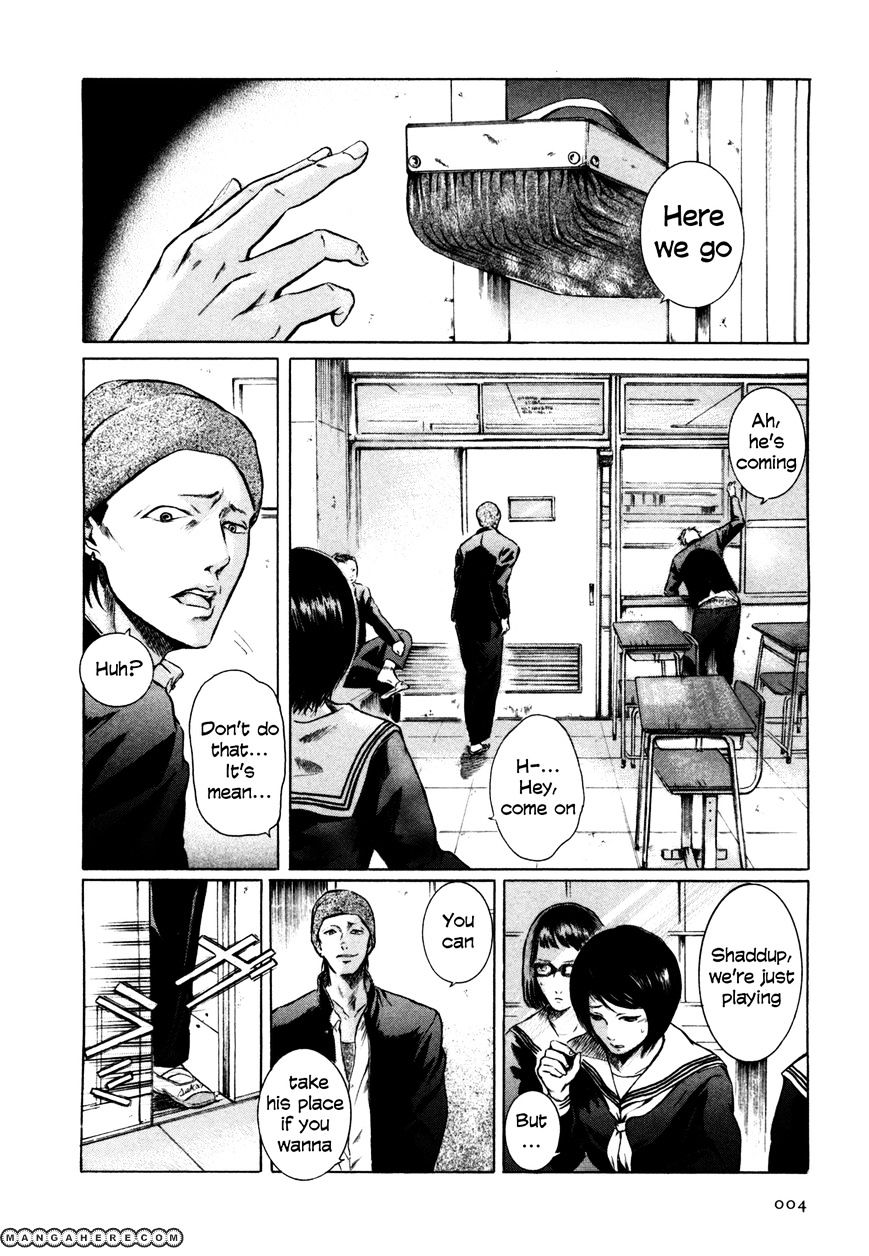 Here
we go
Ah,
he's
coming
H-...
Hey,
come on
Huh?
Don't do
that...
It's
mean...
Shaddup,
we're just
playing
But
...
You
can
take
his place
if you
wanna
004
MANGAHERE.COM